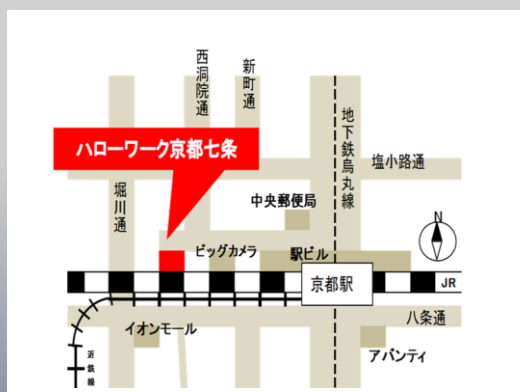 西洞院通
新町通
ハローワーク京都七条
地下鉄烏丸線
塩小路通
堀川通
中央郵便局
N
ビッグカメラ
駅ビル
京都駅
JR
八条通
イオンモール
アバンティ
近鉄線